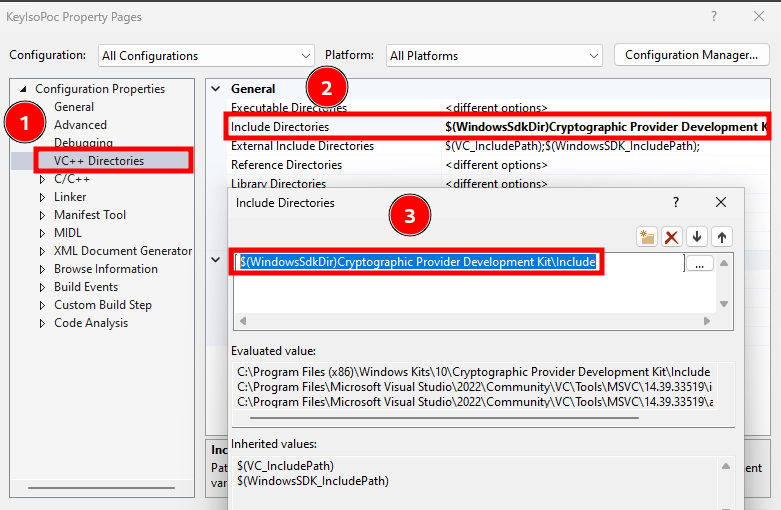 KeyIsoPoc Property Pages
?
Configuration: All Configurations Platform: All Platforms Configuration Manager...
Configuration Properties
General
Advanced
Debugging
VC++ Directories
C/C++
Linker
Manifest Tool
MIDL
XML Document Generator
Browse Information
Build Events
Custom Build Step
Code Analysis
1
2
General
Executable Directories <different options>
Include Directories $(WindowsSdkDir)Cryptographic Provider Development K
External Include Directories $(VC_IncludePath);$(WindowsSDK_IncludePath);
Reference Directories <different options>
Library Directories <different options>
Include Directories
?
3
$(WindowsSdkDir)Cryptographic Provider Development Kit\Include
...
Evaluated value:
C:\Program Files (x86)\Windows Kits\10\Cryptographic Provider Development Kit\Include
C:\Program Files\Microsoft Visual Studio\2022\Community\VC\Tools\MSVC\14.39.33519\i
C:\Program Files\Microsoft Visual Studio\2022\Community\VC\Tools\MSVC\14.39.33519\a
Inherited values:
$(VC_IncludePath)
$(WindowsSDK_IncludePath)
Inc
Pat
var
ent